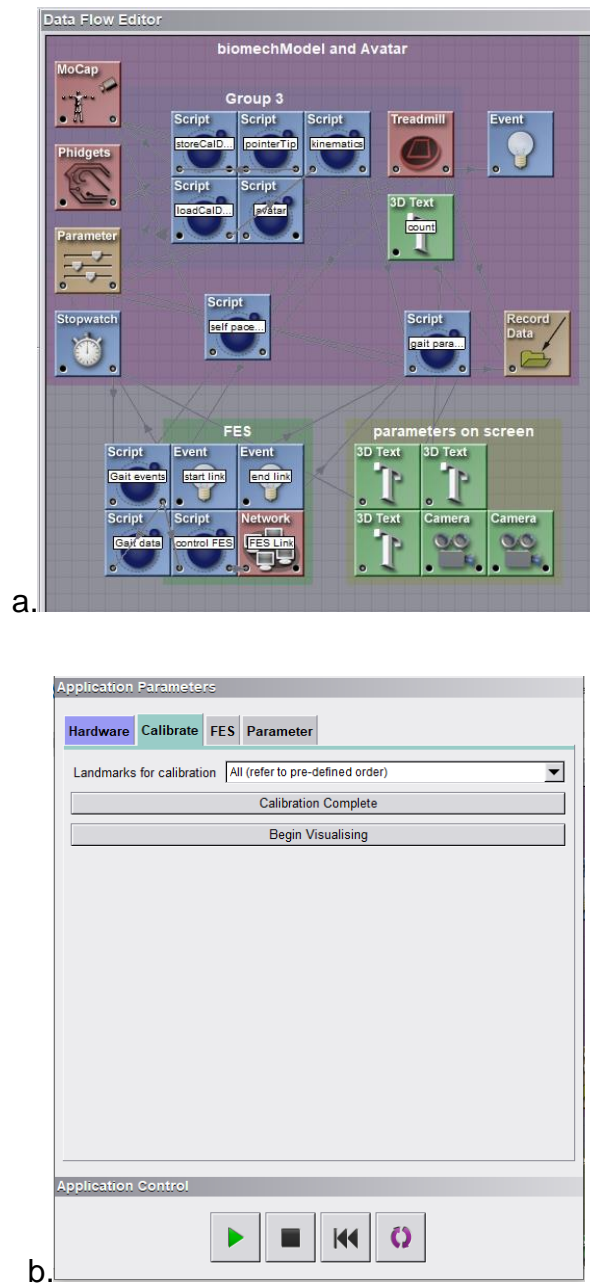 Data Flow Editor
biomechModel and Avatar
MoCap
Group 3
Script
Script
Script
Treadmill
Event
storeCalD...
pointerTip
kinematics
Phidgets
Script
Script
loadCalD...
avatar
3D Text
count
Parameter
Stopwatch
Script
self pace...
Script
gait para...
Record
Data
FES
parameters on screen
Script
Event
Event
3D Text
3D Text
Gait events
start link
end link
Script
Script
Network
3D Text
Camera
Camera
Gait data
control FES
FES Link
a.
Application Parameters
Hardware Calibrate FES Parameter
Landmarks for calibration All (refer to pre-defined order)
Calibration Complete
Begin Visualising
Application Control
b.